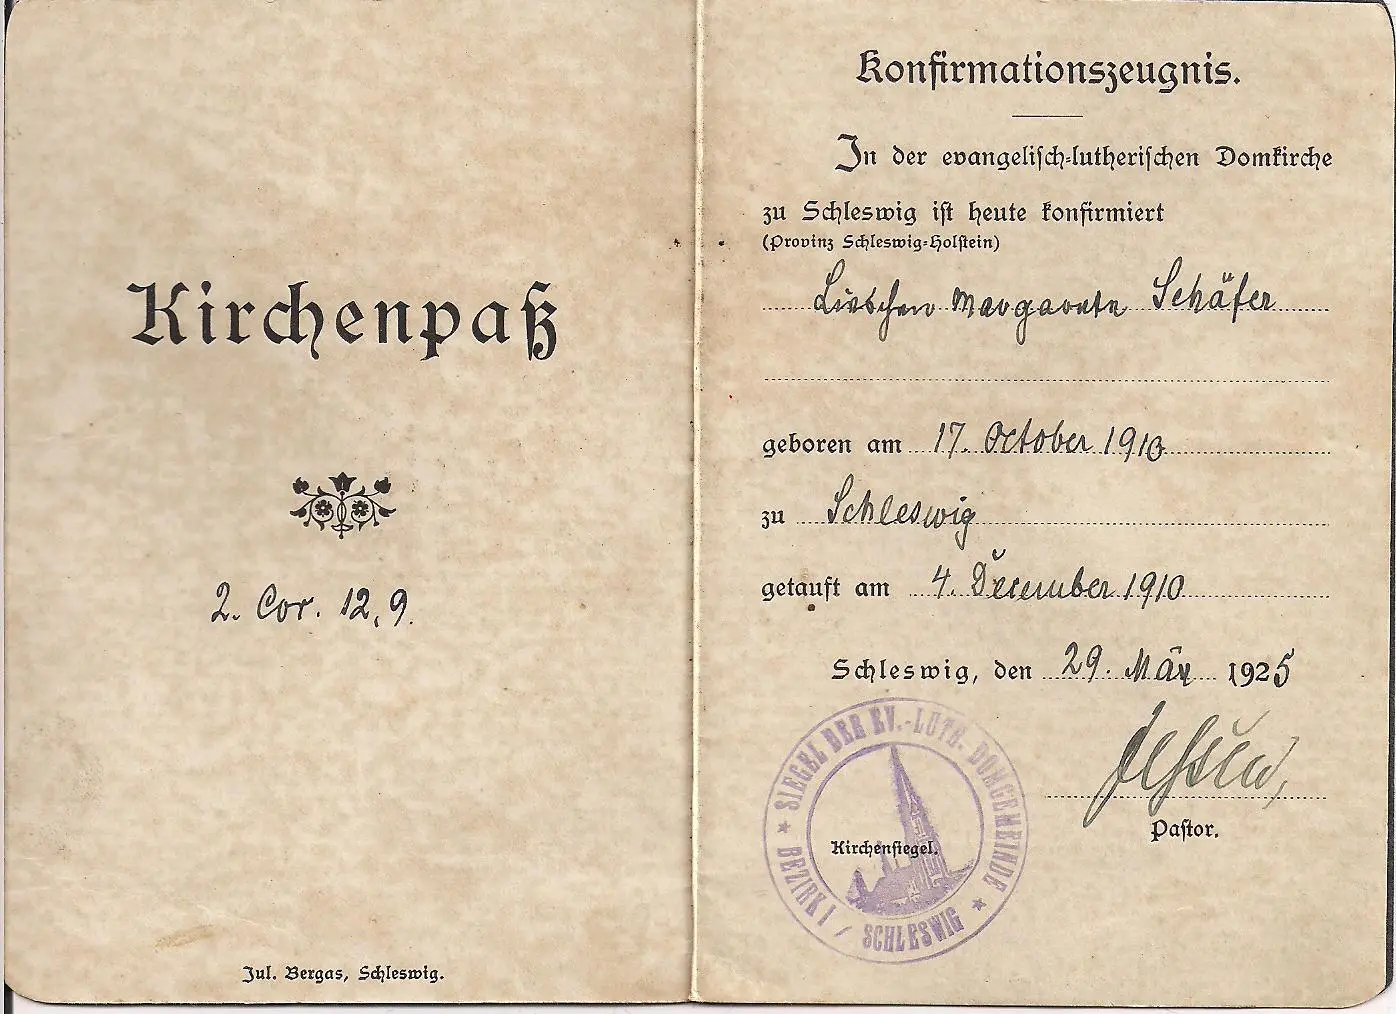 Kirchenpaß
2. Cor. 12, 9.
Jul. Bergas, Schleswig.
Konfirmationszeugnis.
In der evangelisch-lutherischen Domkirche
zu Schleswig ist heute konfirmiert
(Provinz Schleswig-Holstein)
Lieschen Margareta Schäfer
geboren am 17. October 1910
zu Schleswig
getauft am 4. December 1910
Schleswig, den 29. März 1925
Pastor.
SIEGEL DER EV.-LUTH. DOMGEMEINDE
Kirchensiegel.
BEZIRK I / SCHLESWIG